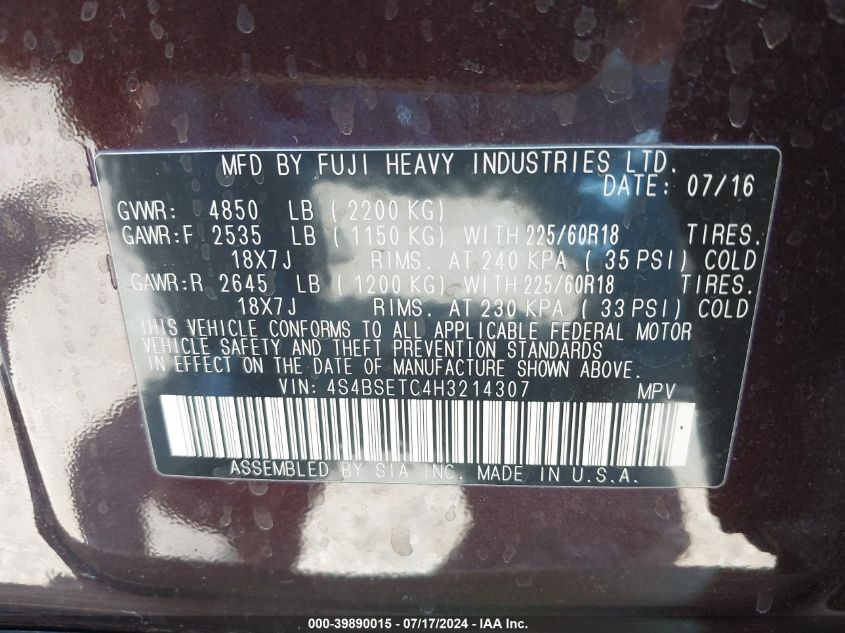 MFD BY FUJI HEAVY INDUSTRIES LTD.
DATE: 07/16
GVWR: 4850 LB ( 2200 KG)
GAWR:F 2535 LB ( 1150 KG) WITH 225/60R18 TIRES.
18X7J RIMS. AT 240 KPA ( 35 PSI) COLD
GAWR:R 2645 LB ( 1200 KG) WITH 225/60R18 TIRES.
18X7J RIMS. AT 230 KPA ( 33 PSI) COLD
THIS VEHICLE CONFORMS TO ALL APPLICABLE FEDERAL MOTOR
VEHICLE SAFETY AND THEFT PREVENTION STANDARDS
IN EFFECT ON THE DATE OF MANUFACTURE SHOWN ABOVE.
VIN: 4S4BSETC4H3214307 MPV
ASSEMBLED BY SIA INC. MADE IN U.S.A.
000-39890015 - 07/17/2024 - IAA Inc.